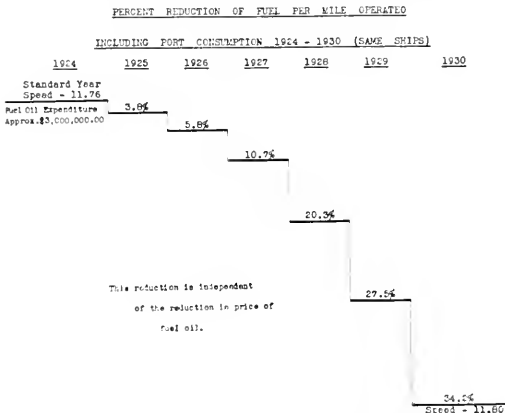 PERCENT REDUCTION OF FUEL PER MILE OPERATED
INCLUDING PORT CONSUMPTION 1924 - 1930 (SAME SHIPS)
1924 1925 1926 1927 1928 1929 1930
Standard Year
Speed - 11.76
Fuel Oil Expenditure
Approx.$3,000,000.00
3.8%
5.8%
10.7%
20.3%
27.5%
34.2%
Speed - 11.80
This reduction is independent
of the reduction in price of
fuel oil.